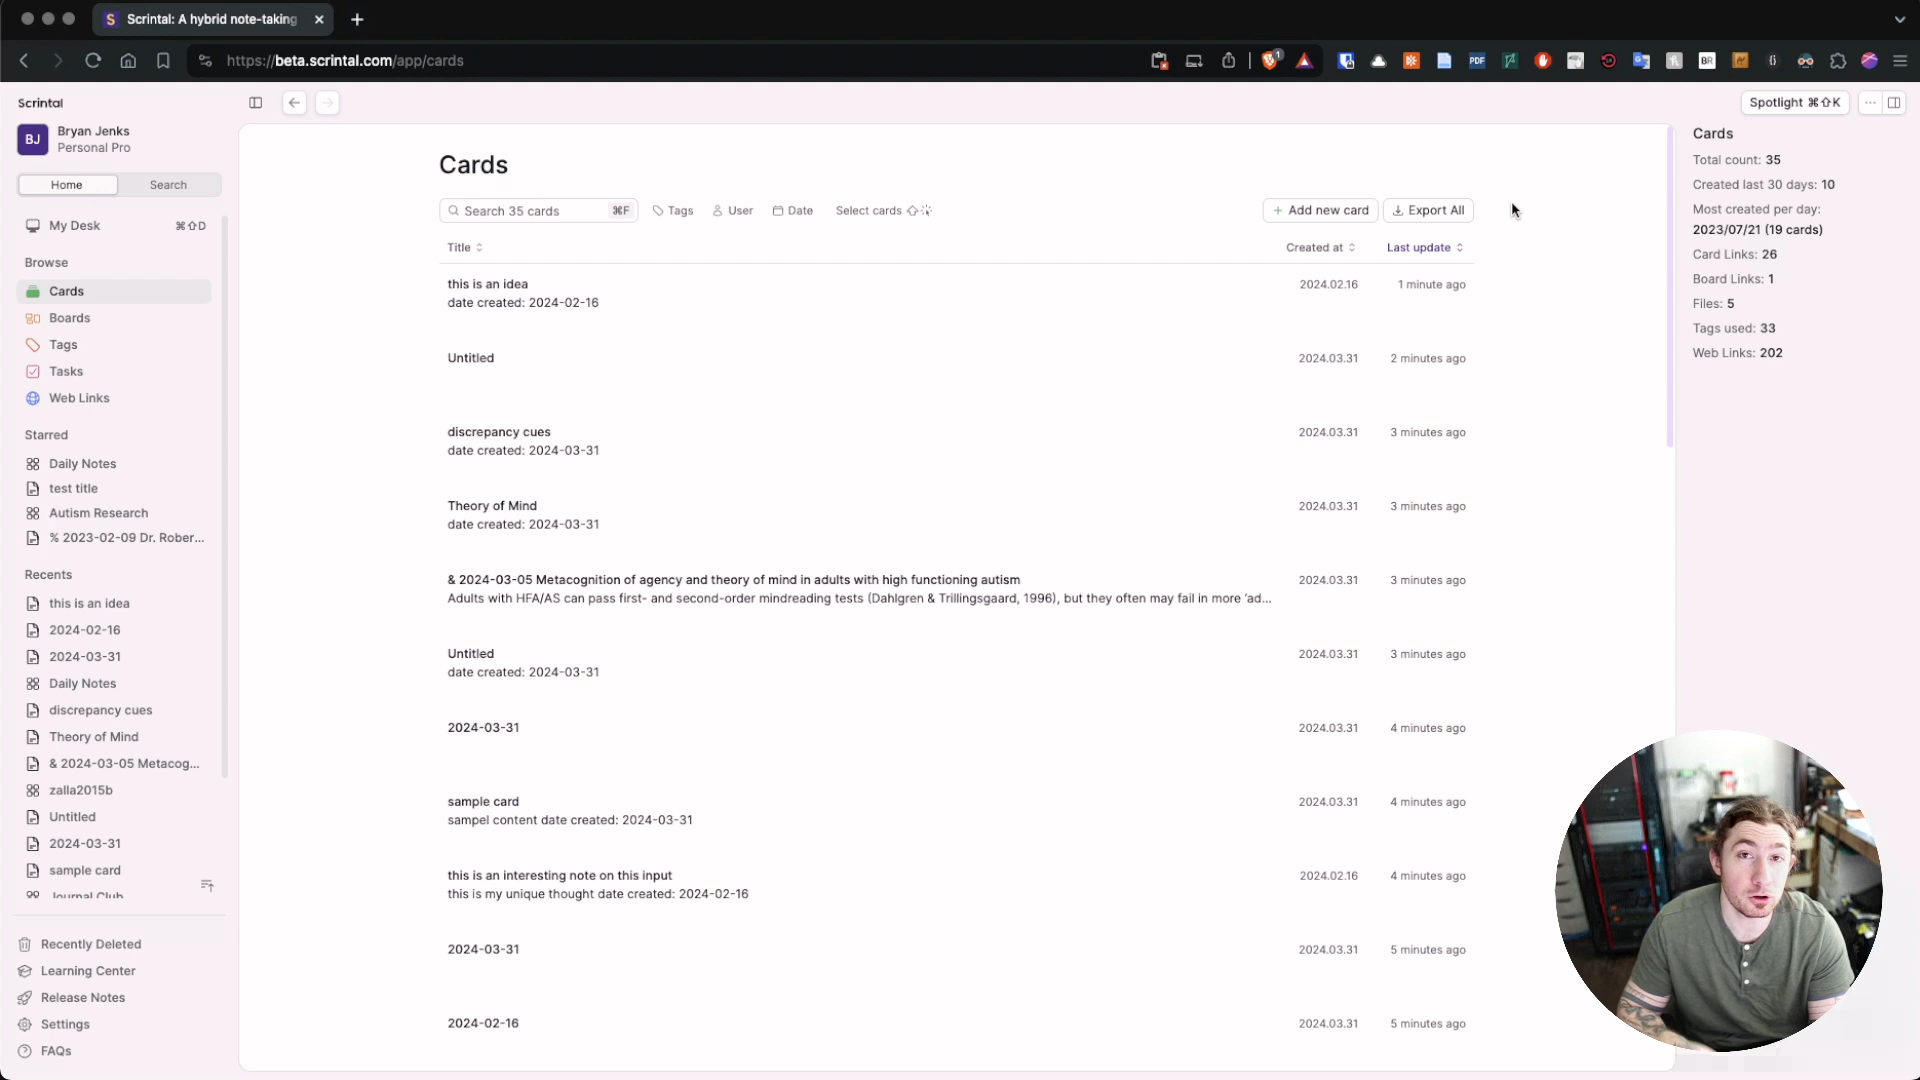 Scrintal: A hybrid note-taking
https://beta.scrintal.com/app/cards
Scrintal
BJ
Bryan Jenks
Personal Pro
Home
Search
My Desk ⌘⇧D
Browse
Cards
Boards
Tags
Tasks
Web Links
Starred
Daily Notes
test title
Autism Research
% 2023-02-09 Dr. Rober...
Recents
this is an idea
2024-02-16
2024-03-31
Daily Notes
discrepancy cues
Theory of Mind
& 2024-03-05 Metacog...
zalla2015b
Untitled
2024-03-31
sample card
Journal Club
Recently Deleted
Learning Center
Release Notes
Settings
FAQs
Cards
Search 35 cards ⌘F Tags User Date Select cards
+ Add new card Export All
Title Created at Last update
this is an idea 2024.02.16 1 minute ago
date created: 2024-02-16
Untitled 2024.03.31 2 minutes ago
discrepancy cues 2024.03.31 3 minutes ago
date created: 2024-03-31
Theory of Mind 2024.03.31 3 minutes ago
date created: 2024-03-31
& 2024-03-05 Metacognition of agency and theory of mind in adults with high functioning autism 2024.03.31 3 minutes ago
Adults with HFA/AS can pass first- and second-order mindreading tests (Dahlgren & Trillingsgaard, 1996), but they often may fail in more 'ad...
Untitled 2024.03.31 3 minutes ago
date created: 2024-03-31
2024-03-31 2024.03.31 4 minutes ago
sample card 2024.03.31 4 minutes ago
sampel content date created: 2024-03-31
this is an interesting note on this input 2024.02.16 4 minutes ago
this is my unique thought date created: 2024-02-16
2024-03-31 2024.03.31 5 minutes ago
2024-02-16 2024.03.31 5 minutes ago
Spotlight ⌘⇧K
Cards
Total count: 35
Created last 30 days: 10
Most created per day:
2023/07/21 (19 cards)
Card Links: 26
Board Links: 1
Files: 5
Tags used: 33
Web Links: 202